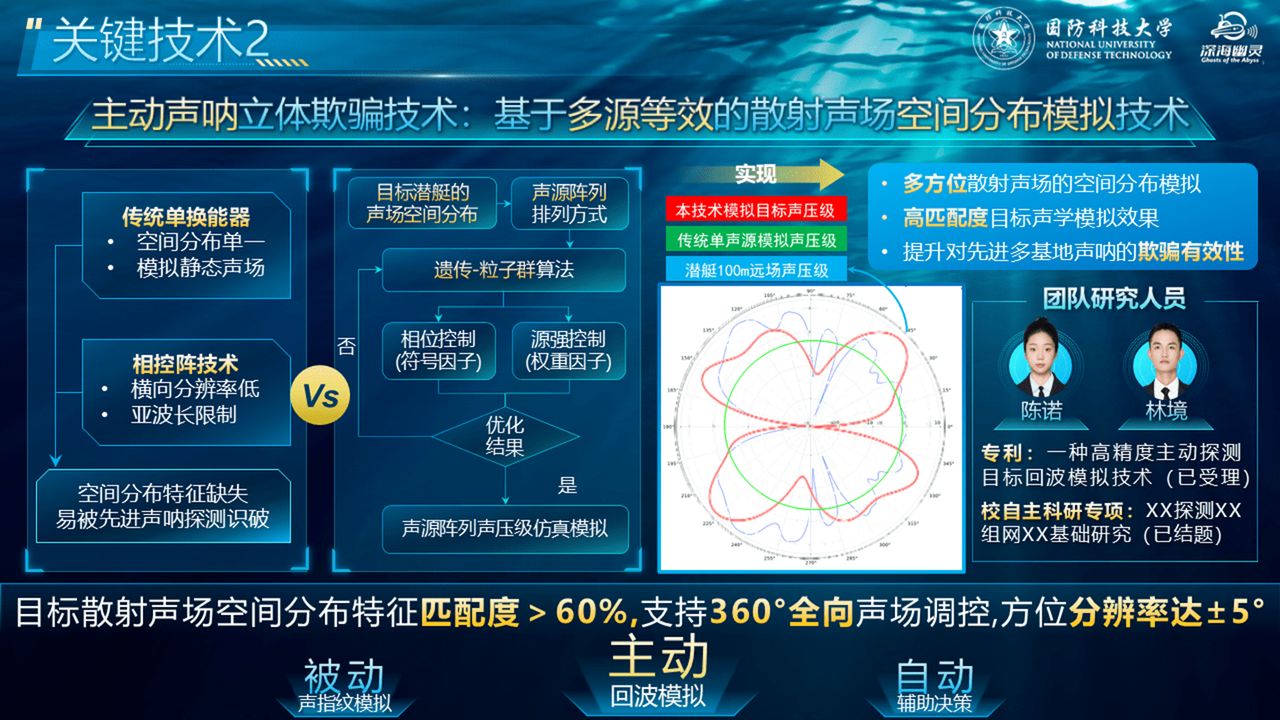 关键技术2
国防科技大学
NATIONAL UNIVERSITY
OF DEFENSE TECHNOLOGY
深海幽灵
Ghosts of the Abyss
主动声呐立体欺骗技术：基于多源等效的散射声场空间分布模拟技术
传统单换能器
• 空间分布单一
• 模拟静态声场
相控阵技术
• 横向分辨率低
• 亚波长限制
空间分布特征缺失
易被先进声呐探测识破
Vs
目标潜艇的
声场空间分布
声源阵列
排列方式
遗传-粒子群算法
相位控制
(符号因子)
源强控制
(权重因子)
否
优化
结果
是
声源阵列声压级仿真模拟
实现
本技术模拟目标声压级
传统单声源模拟声压级
潜艇100m远场声压级
• 多方位散射声场的空间分布模拟
• 高匹配度目标声学模拟效果
• 提升对先进多基地声呐的欺骗有效性
90°
105°
75°
135°
45°
150°
165°
15°
180°
0°
345°
210°
225°
315°
300°
270°
团队研究人员
陈诺
林境
专利：一种高精度主动探测
目标回波模拟技术（已受理）
校自主科研专项：XX探测XX
组网XX基础研究（已结题）
目标散射声场空间分布特征匹配度＞60%,支持360°全向声场调控,方位分辨率达±5°
被动
声指纹模拟
主动
回波模拟
自动
辅助决策